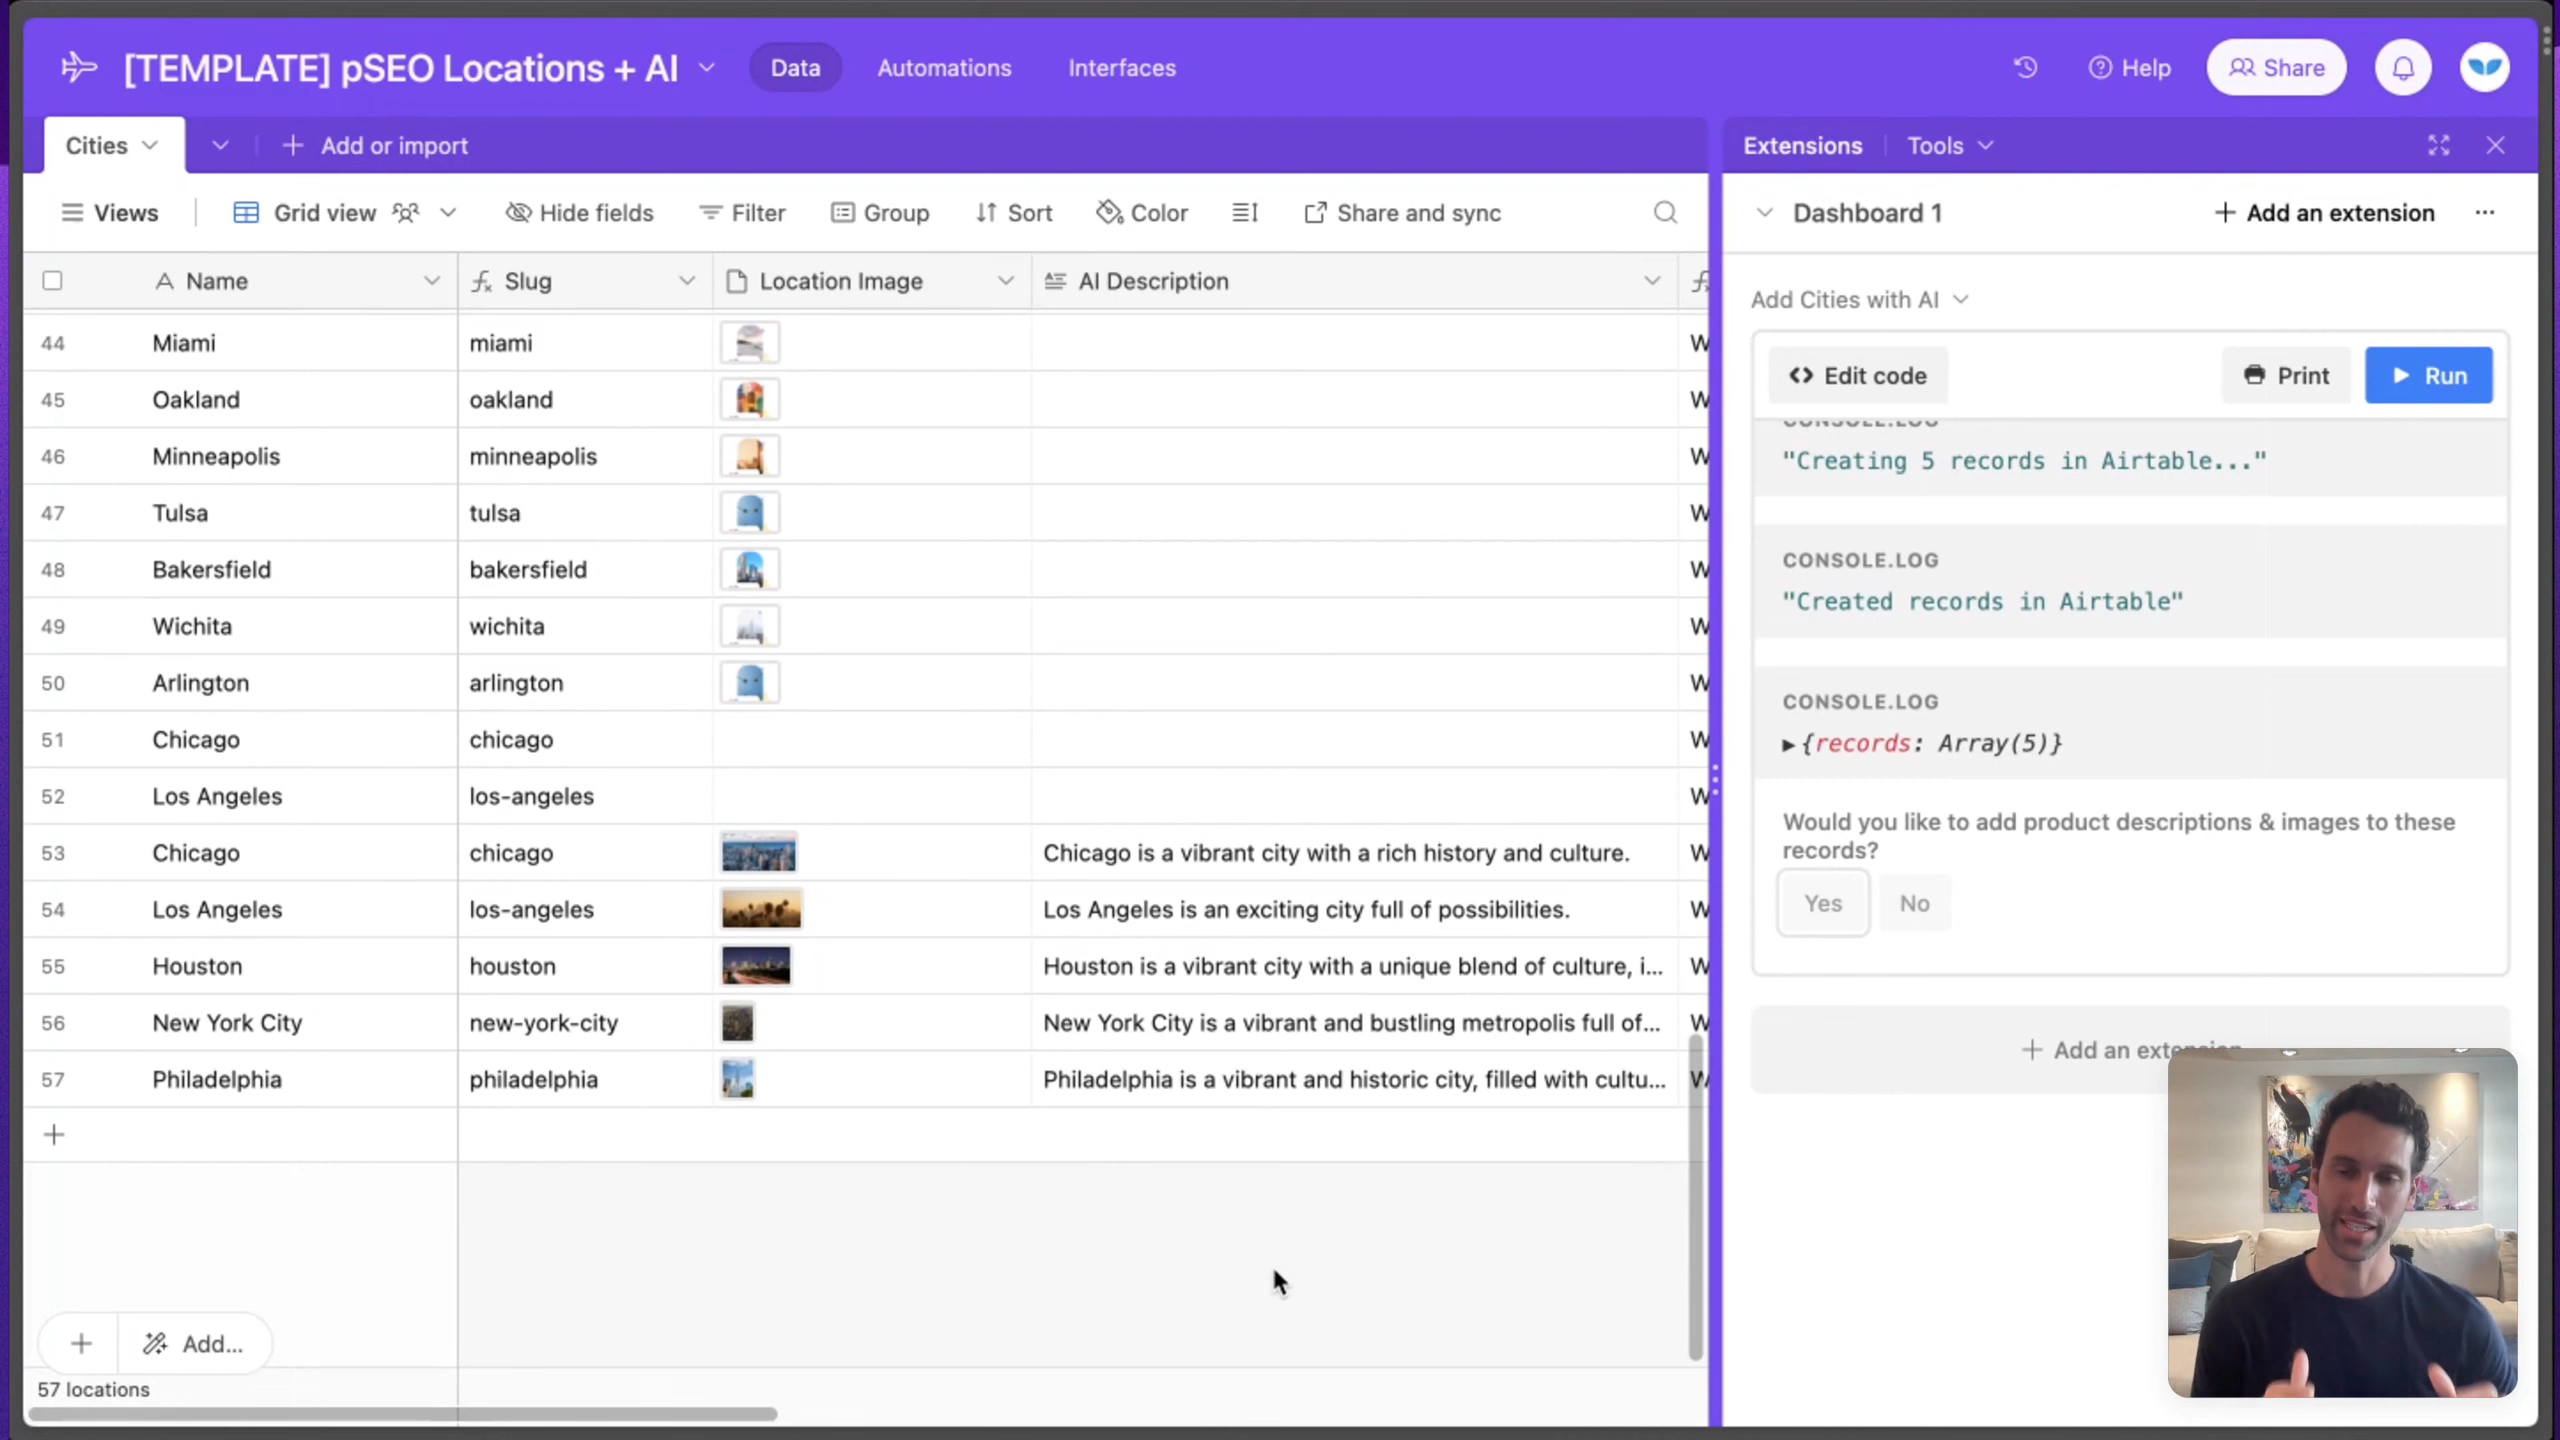 [TEMPLATE] pSEO Locations + AI
Data
Automations
Interfaces
Help
Share
Cities
Add or import
Extensions
Tools
Views
Grid view
Hide fields
Filter
Group
Sort
Color
Share and sync
Dashboard 1
Add an extension
Name
Slug
Location Image
AI Description
Add Cities with AI
Edit code
Print
Run
44 Miami miami W
45 Oakland oakland W
46 Minneapolis minneapolis W
47 Tulsa tulsa W
48 Bakersfield bakersfield W
49 Wichita wichita W
50 Arlington arlington W
51 Chicago chicago W
52 Los Angeles los-angeles W
53 Chicago chicago Chicago is a vibrant city with a rich history and culture. W
54 Los Angeles los-angeles Los Angeles is an exciting city full of possibilities. W
55 Houston houston Houston is a vibrant city with a unique blend of culture, i... W
56 New York City new-york-city New York City is a vibrant and bustling metropolis full of... W
57 Philadelphia philadelphia Philadelphia is a vibrant and historic city, filled with cultu... W
CONSOLE.LOG
"Creating 5 records in Airtable..."
CONSOLE.LOG
"Created records in Airtable"
CONSOLE.LOG
{records: Array(5)}
Would you like to add product descriptions & images to these
records?
Yes
No
Add an exten
Add...
57 locations